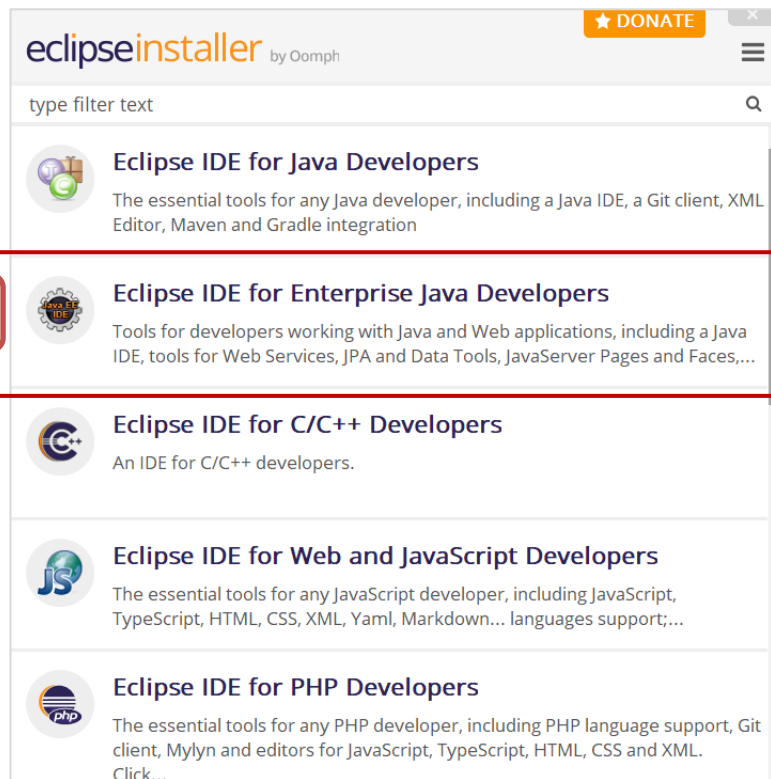 ★ DONATE
×
eclipseinstaller by Oomph
type filter text
Eclipse IDE for Java Developers
The essential tools for any Java developer, including a Java IDE, a Git client, XML
Editor, Maven and Gradle integration
Java EE
IDE
Eclipse IDE for Enterprise Java Developers
Tools for developers working with Java and Web applications, including a Java
IDE, tools for Web Services, JPA and Data Tools, JavaServer Pages and Faces,...
C++
Eclipse IDE for C/C++ Developers
An IDE for C/C++ developers.
JS
Eclipse IDE for Web and JavaScript Developers
The essential tools for any JavaScript developer, including JavaScript,
TypeScript, HTML, CSS, XML, Yaml, Markdown... languages support;...
php
Eclipse IDE for PHP Developers
The essential tools for any PHP developer, including PHP language support, Git
client, Mylyn and editors for JavaScript, TypeScript, HTML, CSS and XML.
Click...